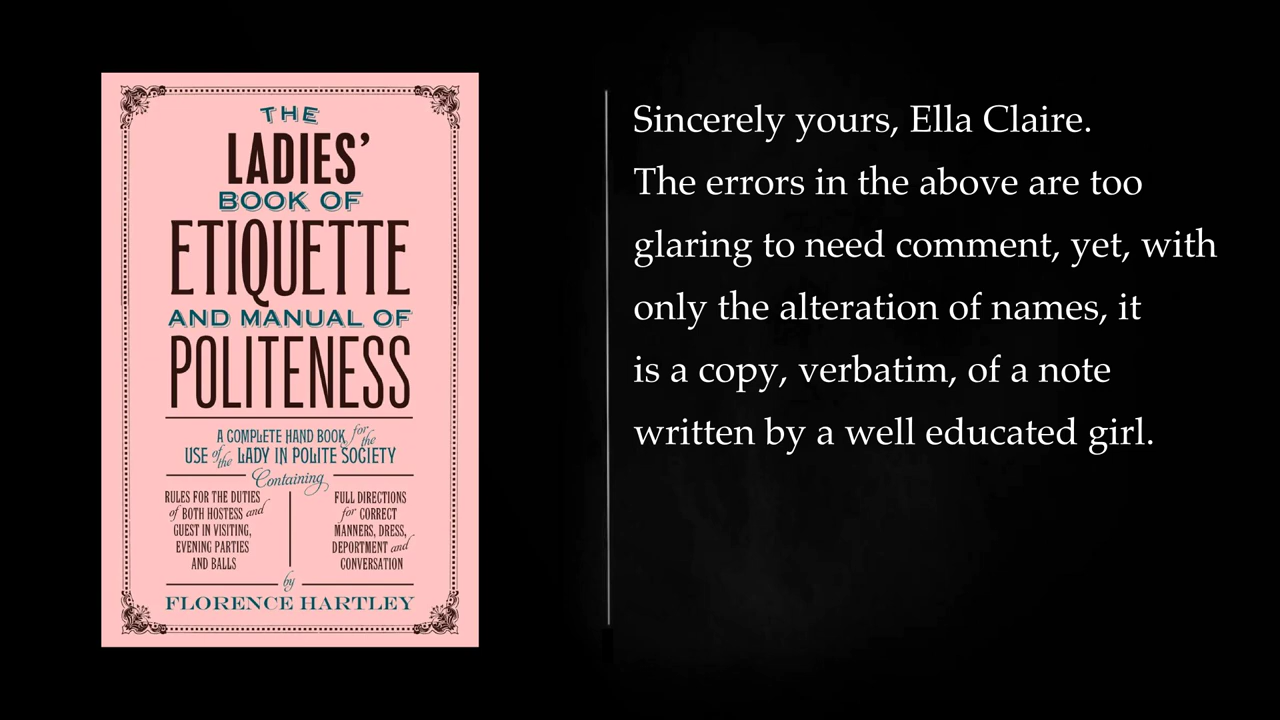 THE
LADIES'
BOOK OF
ETIQUETTE
AND MANUAL OF
POLITENESS
A COMPLETE HAND BOOK for the
USE of the LADY IN POLITE SOCIETY
Containing
RULES FOR THE DUTIES
of BOTH HOSTESS and
GUEST IN VISITING,
EVENING PARTIES
AND BALLS
FULL DIRECTIONS
for CORRECT
MANNERS, DRESS,
DEPORTMENT and
CONVERSATION
by
FLORENCE HARTLEY
Sincerely yours, Ella Claire.
The errors in the above are too
glaring to need comment, yet, with
only the alteration of names, it
is a copy, verbatim, of a note
written by a well educated girl.